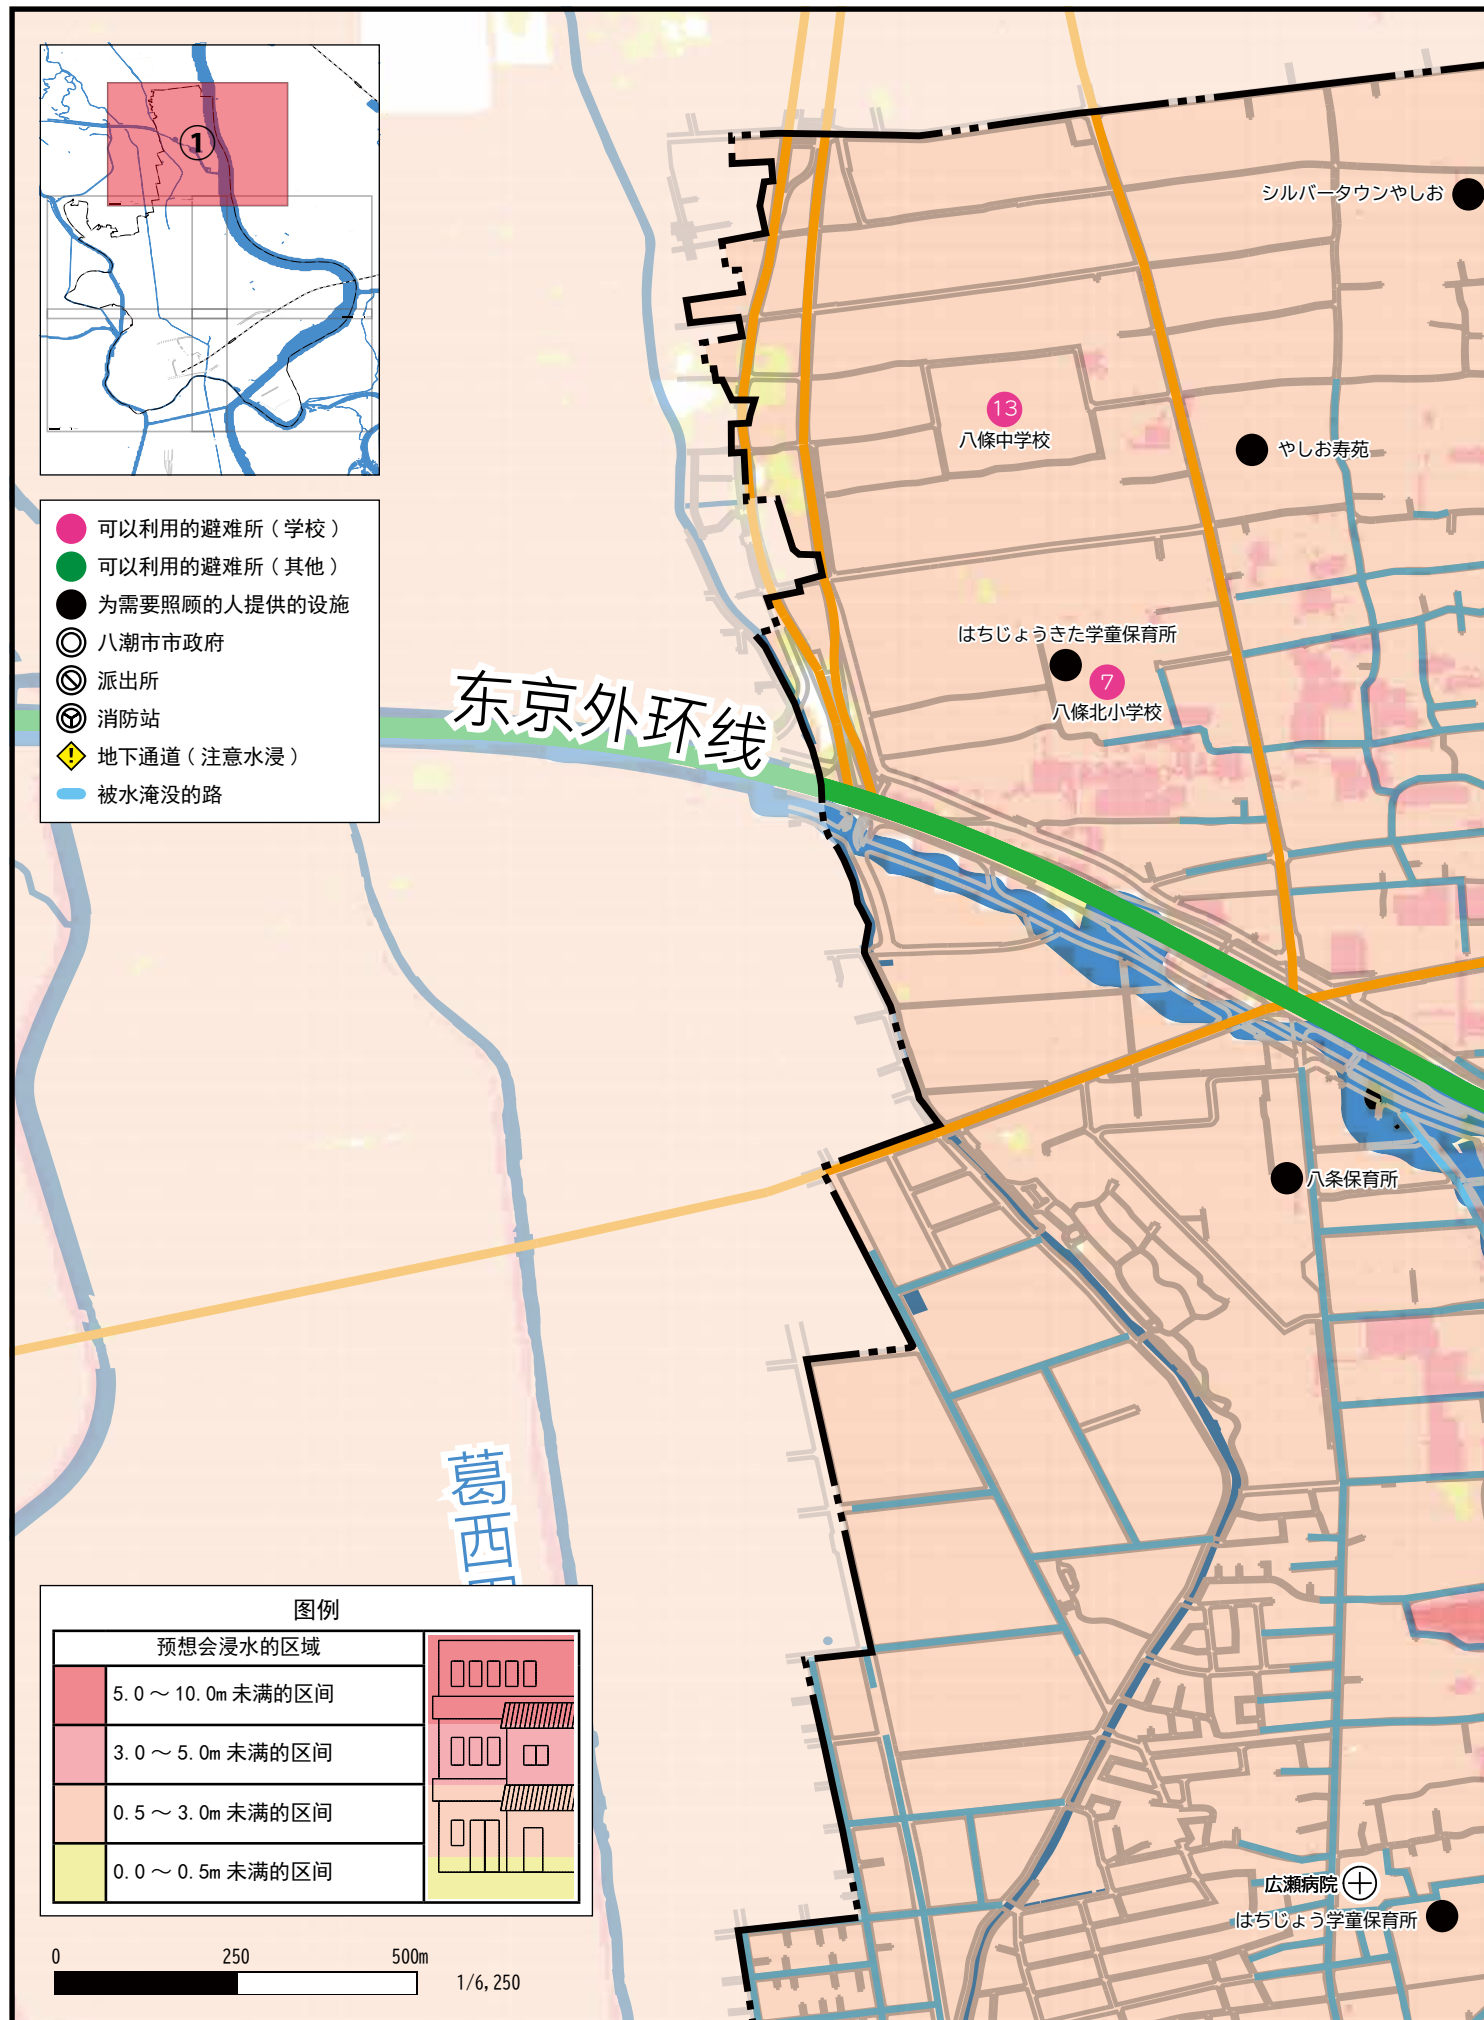 ①
可以利用的避难所（学校）
可以利用的避难所（其他）
为需要照顾的人提供的设施
八潮市市政府
派出所
消防站
地下通道（注意水浸）
被水淹没的路
シルバータウンやしお
13
八條中学校
やしお寿苑
はちじょうきた学童保育所
7
八條北小学校
东京外环线
八条保育所
葛西
图例
预想会浸水的区域
5.0～10.0m 未满的区间
3.0～5.0m 未满的区间
0.5～3.0m 未满的区间
0.0～0.5m 未满的区间
広瀬病院
はちじょう学童保育所
0 250 500m
1/6,250